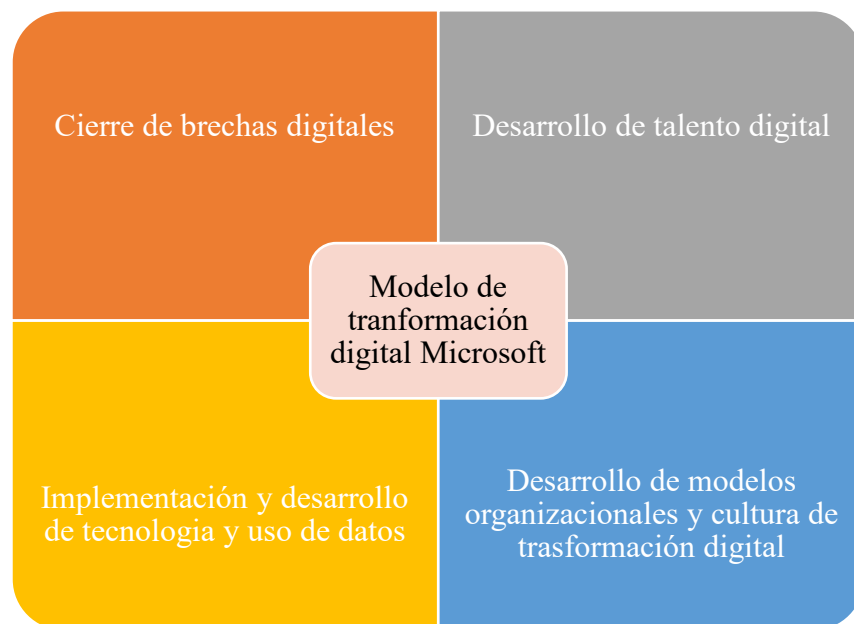 Cierre de brechas digitales
Desarrollo de talento digital
Modelo de
tranformación
digital Microsoft
Implementación y desarrollo
de tecnologia y uso de datos
Desarrollo de modelos
organizacionales y cultura de
trasformación digital